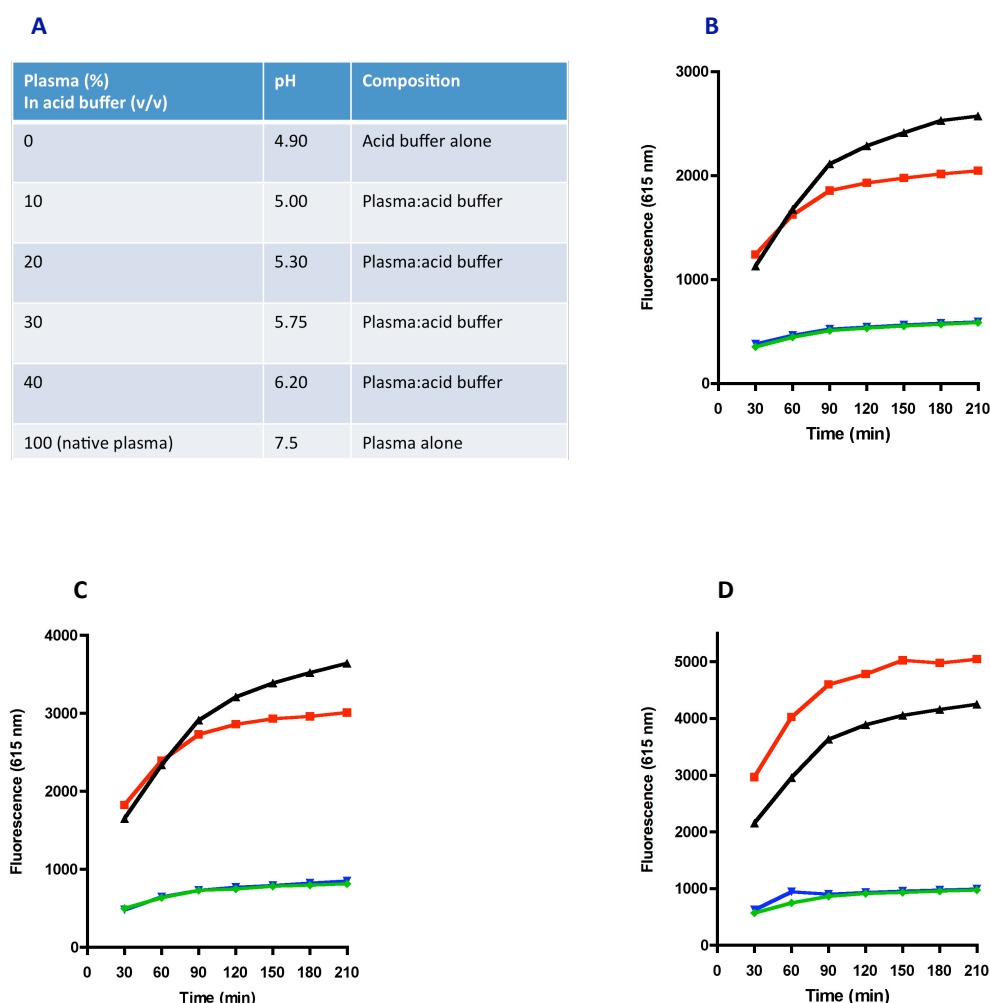 A
Plasma (%) pH Composition
In acid buffer (v/v)
0 4.90 Acid buffer alone
10 5.00 Plasma:acid buffer
20 5.30 Plasma:acid buffer
30 5.75 Plasma:acid buffer
40 6.20 Plasma:acid buffer
100 (native plasma) 7.5 Plasma alone
B
3000
2000
1000
0
Fluorescence (615 nm)
0 30 60 90 120 150 180 210
Time (min)
C
4000
3000
2000
1000
0
Fluorescence (615 nm)
0 30 60 90 120 150 180 210
Time (min)
D
5000
4000
3000
2000
1000
0
Fluorescence (615 nm)
0 30 60 90 120 150 180 210
Time (min)